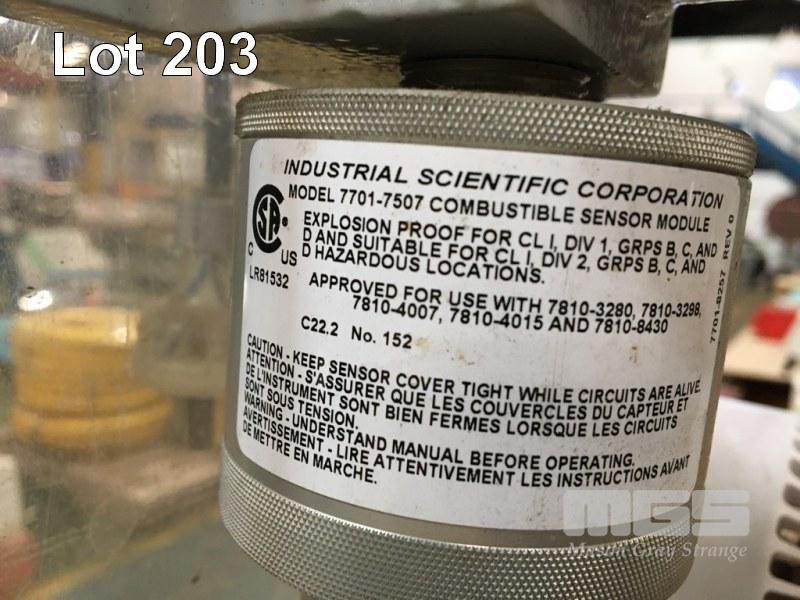 Lot 203
INDUSTRIAL SCIENTIFIC CORPORATION
MODEL 7701-7507 COMBUSTIBLE SENSOR MODULE
EXPLOSION PROOF FOR CL I, DIV 1, GRPS B, C, AND
D AND SUITABLE FOR CL I, DIV 2, GRPS B, C, AND
D HAZARDOUS LOCATIONS.
SA
C US
LR81532
APPROVED FOR USE WITH 7810-3280, 7810-3298,
7810-4007, 7810-4015 AND 7810-8430
C22.2 No. 152
7701-8257 REV 0
CAUTION - KEEP SENSOR COVER TIGHT WHILE CIRCUITS ARE ALIVE.
ATTENTION - S'ASSURER QUE LES COUVERCLES DU CAPTEUR ET
DE L'INSTRUMENT SONT BIEN FERMES LORSQUE LES CIRCUITS
SONT SOUS TENSION.
WARNING - UNDERSTAND MANUAL BEFORE OPERATING.
AVERTISSEMENT - LIRE ATTENTIVEMENT LES INSTRUCTIONS AVANT
DE METTRE EN MARCHE.
MGS
Maslin Gray Strange